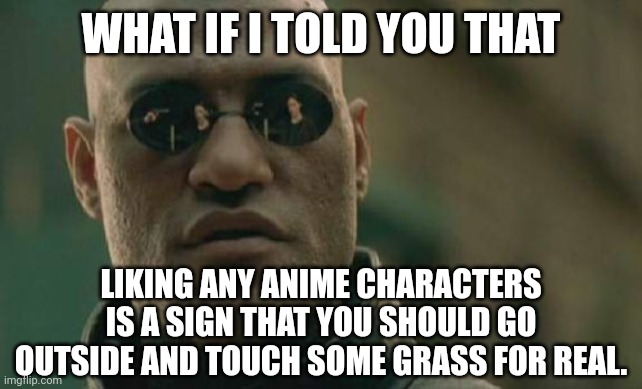 WHAT IF I TOLD YOU THAT
LIKING ANY ANIME CHARACTERS
IS A SIGN THAT YOU SHOULD GO
OUTSIDE AND TOUCH SOME GRASS FOR REAL.
imgflip.com